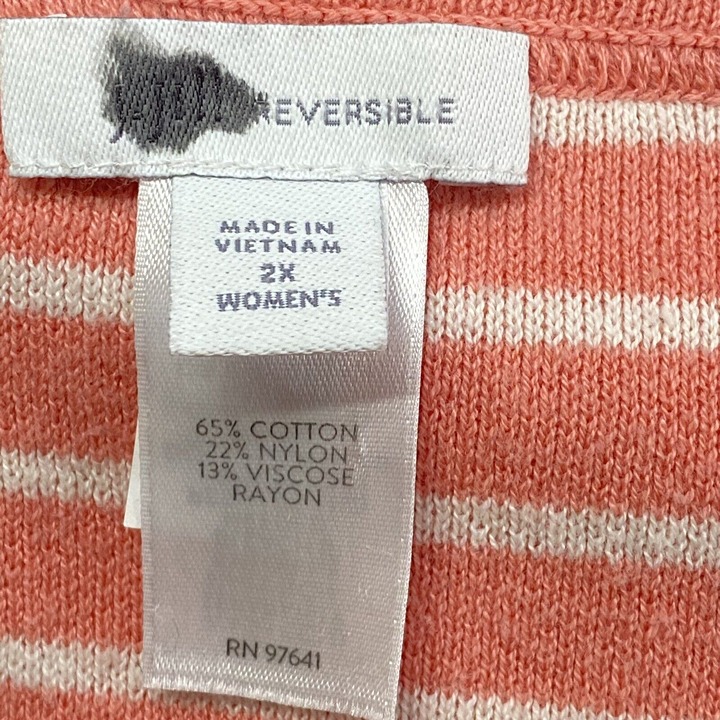 REVERSIBLE
MADE IN
VIETNAM
2X
WOMEN'S
65% COTTON
22% NYLON
13% VISCOSE
RAYON
RN 97641